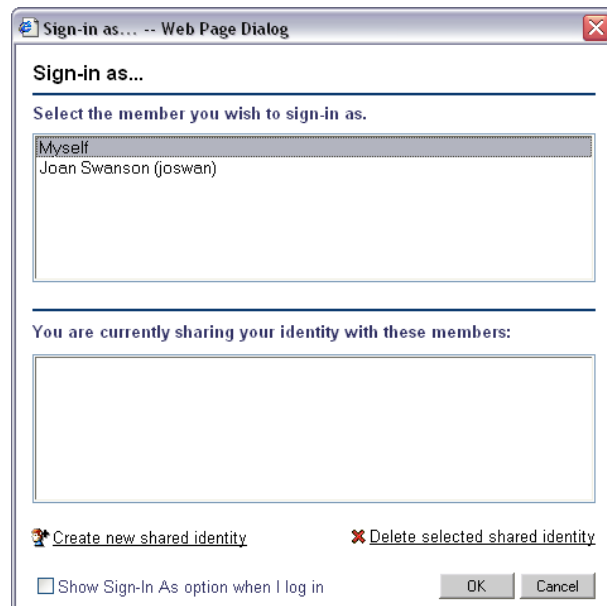 Sign-in as... -- Web Page Dialog
Sign-in as...
Select the member you wish to sign-in as.
Myself
Joan Swanson (joswan)
You are currently sharing your identity with these members:
Create new shared identity
Delete selected shared identity
Show Sign-In As option when I log in
OK
Cancel